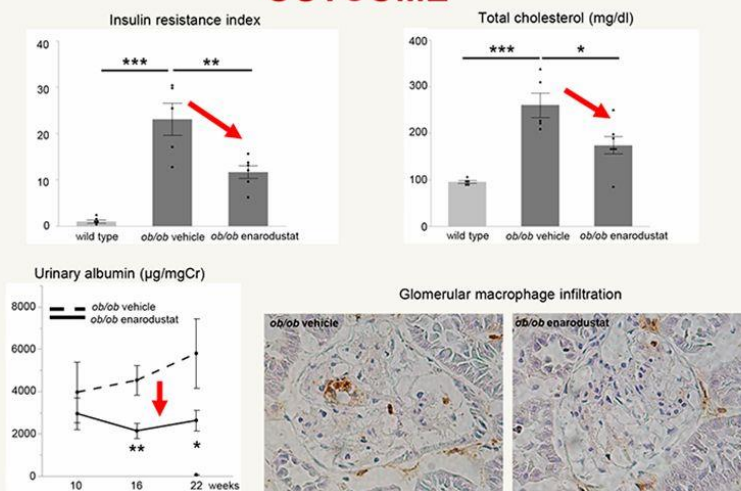 Insulin resistance index
40
30
20
10
0
***
**
wild type
ob/ob vehicle
ob/ob enarodustat
Total cholesterol (mg/dl)
400
300
200
100
0
***
*
wild type
ob/ob vehicle
ob/ob enarodustat
Urinary albumin (µg/mgCr)
8000
6000
4000
2000
0
ob/ob vehicle
ob/ob enarodustat
**
*
10 16 22 weeks
Glomerular macrophage infiltration
ob/ob vehicle
ob/ob enarodustat